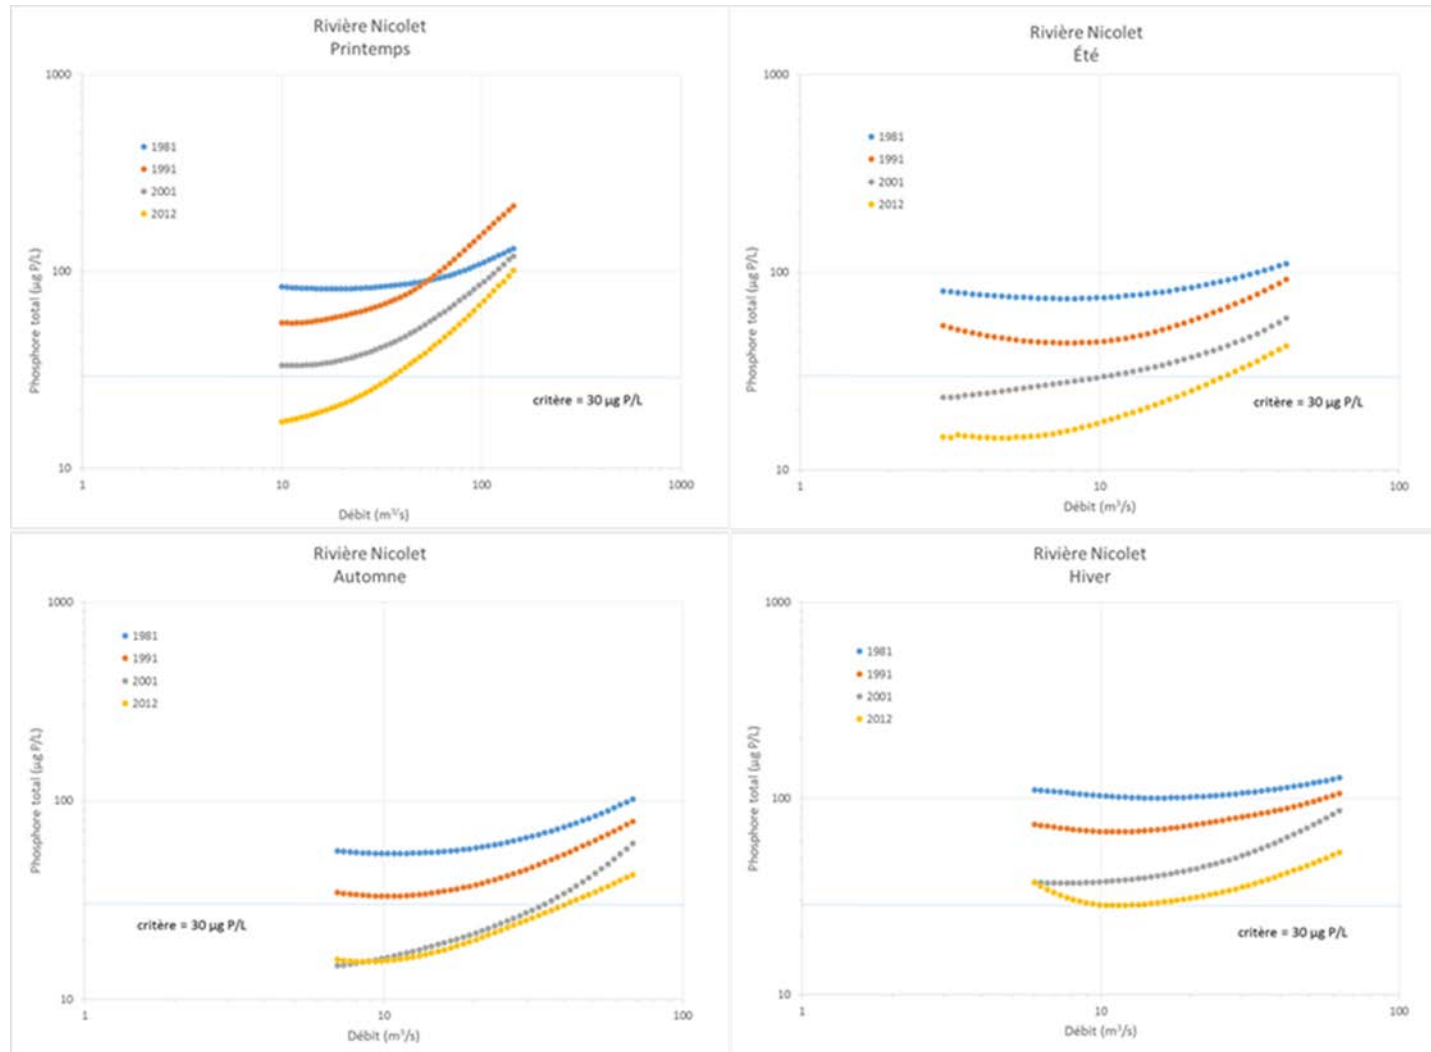 Rivière Nicolet
Printemps
1000
100
10
Phosphore total (µg P/L)
1981
1991
2001
2012
critère = 30 µg P/L
1
10
100
1000
Débit (m³/s)
Rivière Nicolet
Été
1000
100
10
Phosphore total (µg P/L)
1981
1991
2001
2012
critère = 30 µg P/L
1
10
100
Débit (m³/s)
Rivière Nicolet
Automne
1000
100
10
Phosphore total (µg P/L)
1981
1991
2001
2012
critère = 30 µg P/L
1
10
100
Débit (m³/s)
Rivière Nicolet
Hiver
1000
100
10
Phosphore total (µg P/L)
1981
1991
2001
2012
critère = 30 µg P/L
1
10
100
Débit (m³/s)